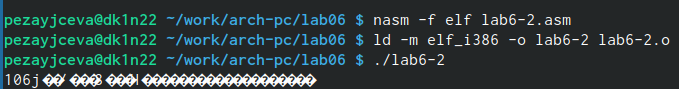 pezayjceva@dk1n22 ~/work/arch-pc/lab06 $ nasm -f elf lab6-2.asm
pezayjceva@dk1n22 ~/work/arch-pc/lab06 $ ld -m elf_i386 -o lab6-2 lab6-2.o
pezayjceva@dk1n22 ~/work/arch-pc/lab06 $ ./lab6-2
106j